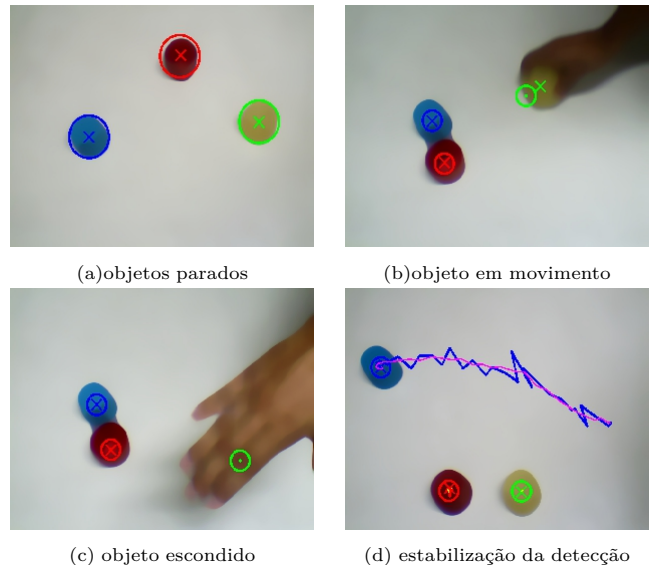 (a)objetos parados
(b)objeto em movimento
(c) objeto escondido
(d) estabilização da detecção